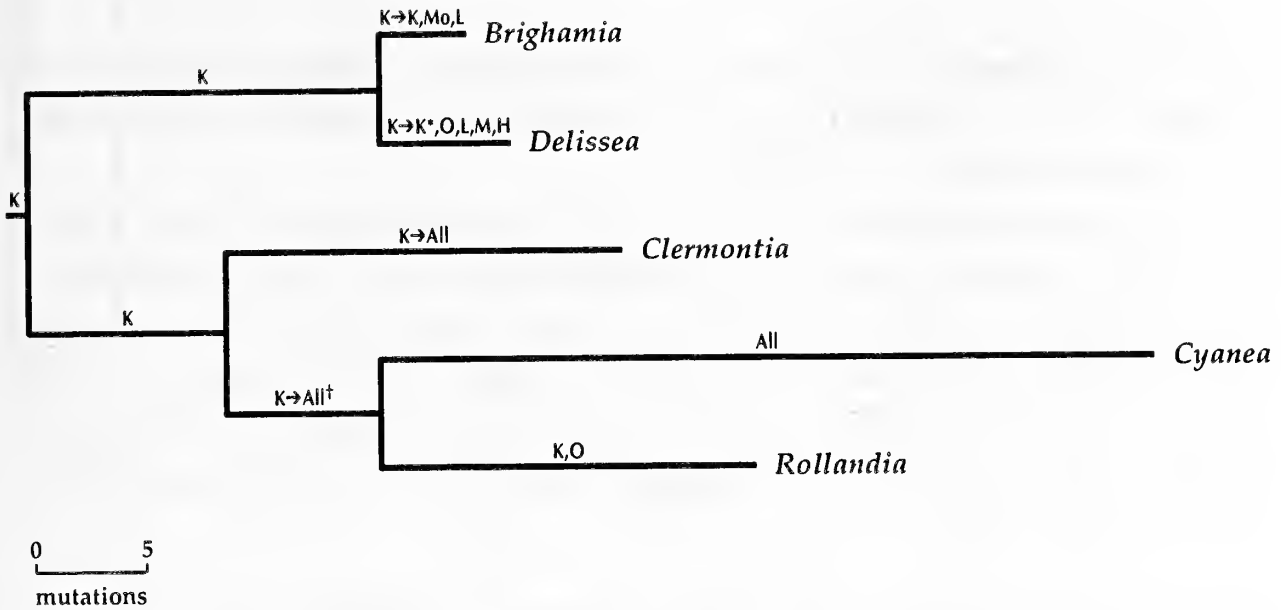 K→K,Mo,L
Brighamia
K
K→K*,O,L,M,H
Delissea
K
K→All
Clermontia
K
All
Cyanea
K→All†
K,O
Rollandia
0 5
mutations